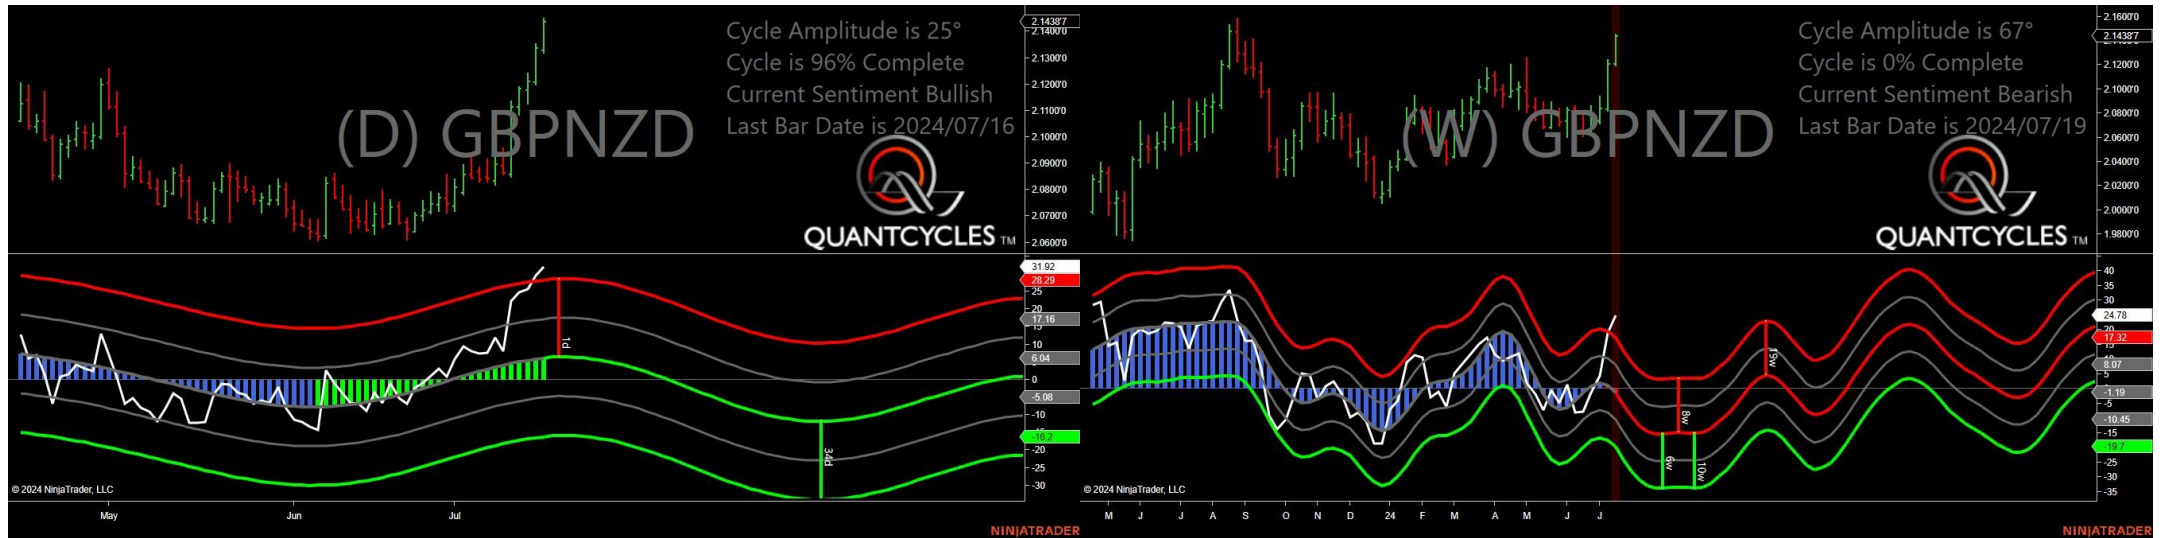 Cycle Amplitude is 25°
Cycle is 96% Complete
Current Sentiment Bullish
Last Bar Date is 2024/07/16
(D) GBPNZD
QUANTCYCLES TM
2.1438'7
2.1400'0
2.1300'0
2.1200'0
2.1100'0
2.1000'0
2.0900'0
2.0800'0
2.0700'0
2.0600'0
31.92
28.29
25
20
17.16
15
10
6.04
0
-5.08
-10
-16.2
-20
-25
-30
1d
34d
© 2024 NinjaTrader, LLC
May
Jun
Jul
NINJATRADER
Cycle Amplitude is 67°
Cycle is 0% Complete
Current Sentiment Bearish
Last Bar Date is 2024/07/19
(W) GBPNZD
QUANTCYCLES TM
2.1600'0
2.1438'7
2.1200'0
2.1000'0
2.0800'0
2.0600'0
2.0400'0
2.0200'0
2.0000'0
1.9800'0
40
35
30
24.78
20
17.32
15
8.07
5
-1.19
-5
-10.45
-15
-19.7
-25
-30
-35
19w
8w
6w
10w
© 2024 NinjaTrader, LLC
M
J
J
A
S
O
N
D
24
F
M
A
M
J
J
NINJATRADER